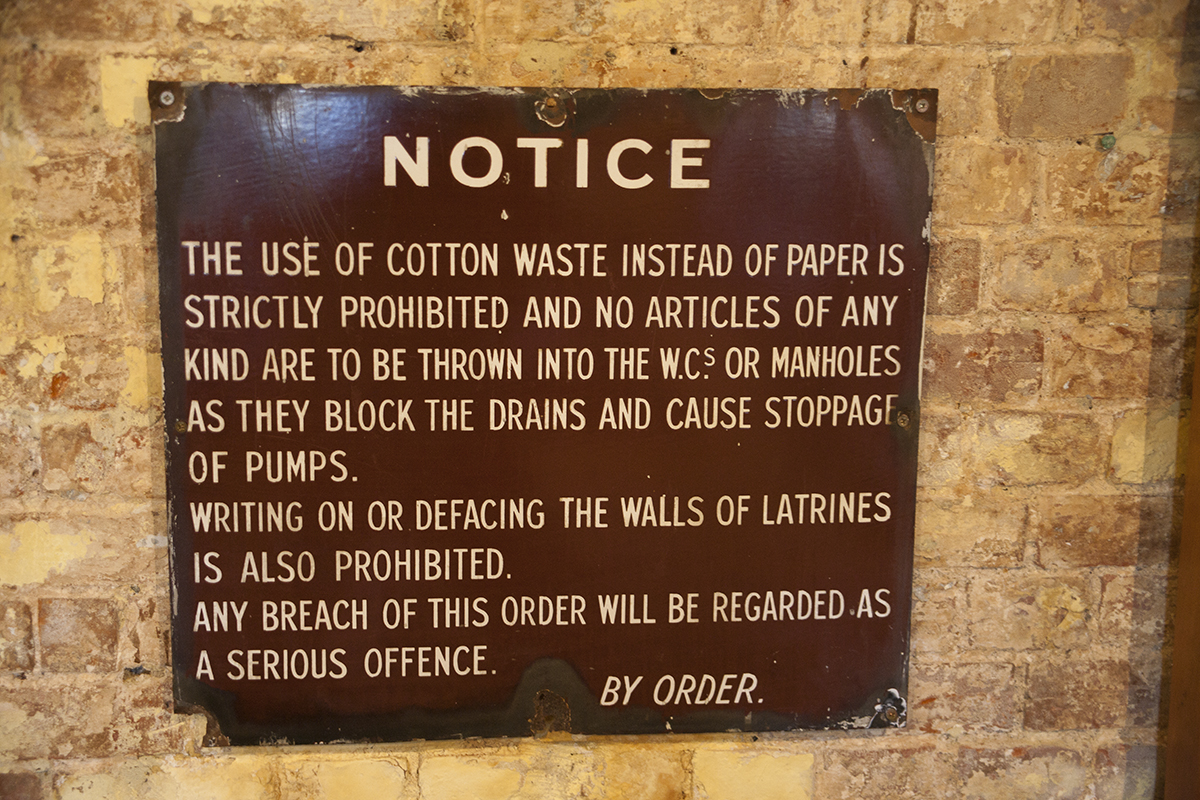 NOTICE
THE USE OF COTTON WASTE INSTEAD OF PAPER IS
STRICTLY PROHIBITED AND NO ARTICLES OF ANY
KIND ARE TO BE THROWN INTO THE W.C.s OR MANHOLES
AS THEY BLOCK THE DRAINS AND CAUSE STOPPAGE
OF PUMPS.
WRITING ON OR DEFACING THE WALLS OF LATRINES
IS ALSO PROHIBITED.
ANY BREACH OF THIS ORDER WILL BE REGARDED AS
A SERIOUS OFFENCE.
BY ORDER.